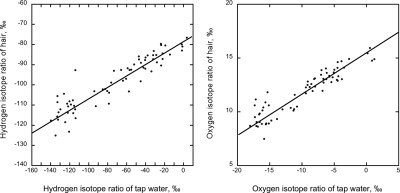 Hydrogen isotope ratio of hair, ‰
-60
-70
-80
-90
-100
-110
-120
-130
-140
-160 -140 -120 -100 -80 -60 -40 -20 0
Hydrogen isotope ratio of tap water, ‰
Oxygen isotope ratio of hair, ‰
20
15
10
5
-20 -15 -10 -5 0 5
Oxygen isotope ratio of tap water, ‰